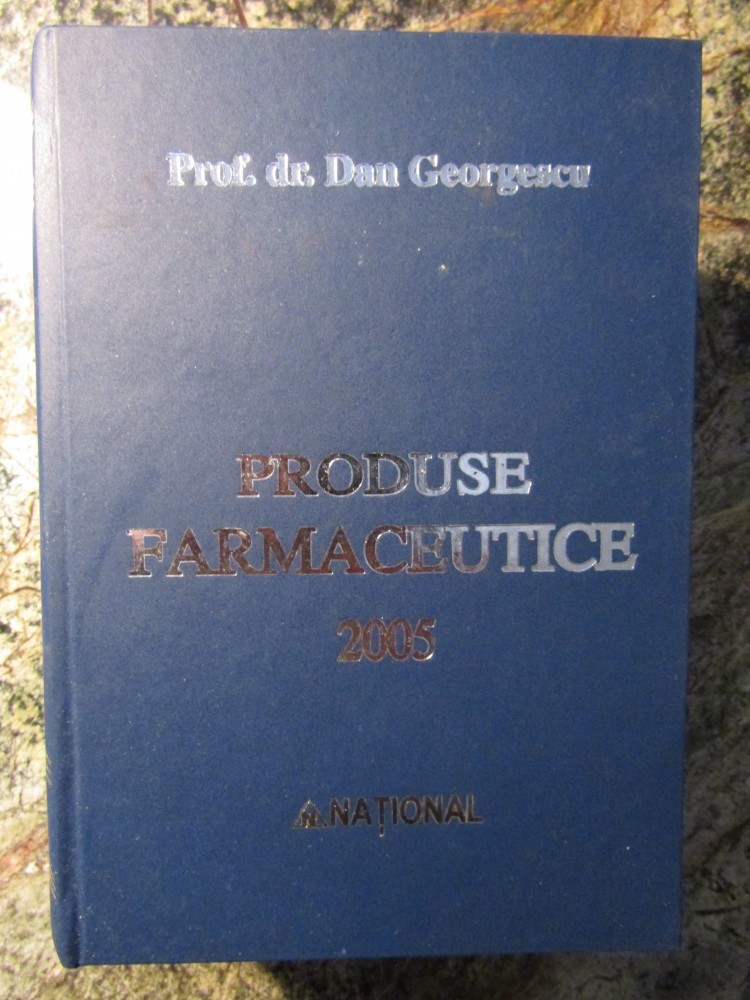 Prof. dr. Dan Georgescu
PRODUSE
FARMACEUTICE
2005
NAȚIONAL